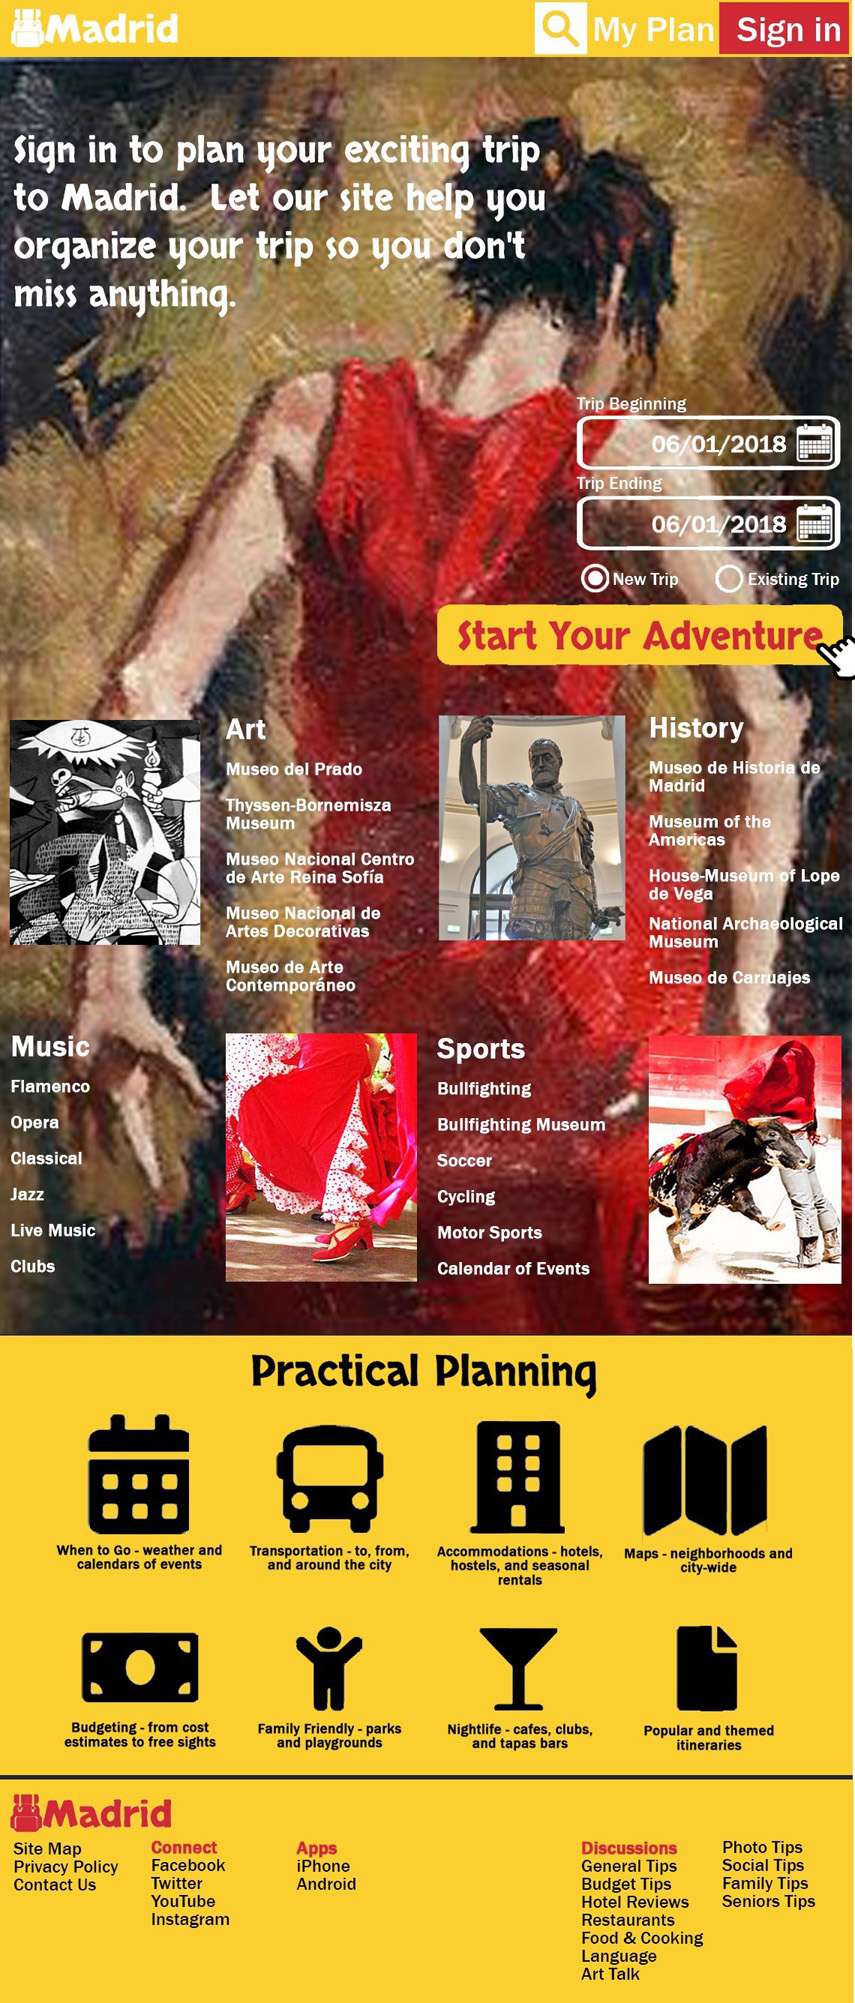 Madrid
My Plan
Sign in
Sign in to plan your exciting trip
to Madrid. Let our site help you
organize your trip so you don't
miss anything.
Trip Beginning
06/01/2018
Trip Ending
06/01/2018
New Trip
Existing Trip
Start Your Adventure
Art
Museo del Prado
Thyssen-Bornemisza
Museum
Museo Nacional Centro
de Arte Reina Sofía
Museo Nacional de
Artes Decorativas
Museo de Arte
Contemporáneo
History
Museo de Historia de
Madrid
Museum of the
Americas
House-Museum of Lope
de Vega
National Archaeological
Museum
Museo de Carruajes
Music
Flamenco
Opera
Classical
Jazz
Live Music
Clubs
Sports
Bullfighting
Bullfighting Museum
Soccer
Cycling
Motor Sports
Calendar of Events
Practical Planning
When to Go - weather and
calendars of events
Transportation - to, from,
and around the city
Accommodations - hotels,
hostels, and seasonal
rentals
Maps - neighborhoods and
city-wide
Budgeting - from cost
estimates to free sights
Family Friendly - parks
and playgrounds
Nightlife - cafes, clubs,
and tapas bars
Popular and themed
itineraries
Madrid
Site Map
Privacy Policy
Contact Us
Connect
Facebook
Twitter
YouTube
Instagram
Apps
iPhone
Android
Discussions
General Tips
Budget Tips
Hotel Reviews
Restaurants
Food & Cooking
Language
Art Talk
Photo Tips
Social Tips
Family Tips
Seniors Tips